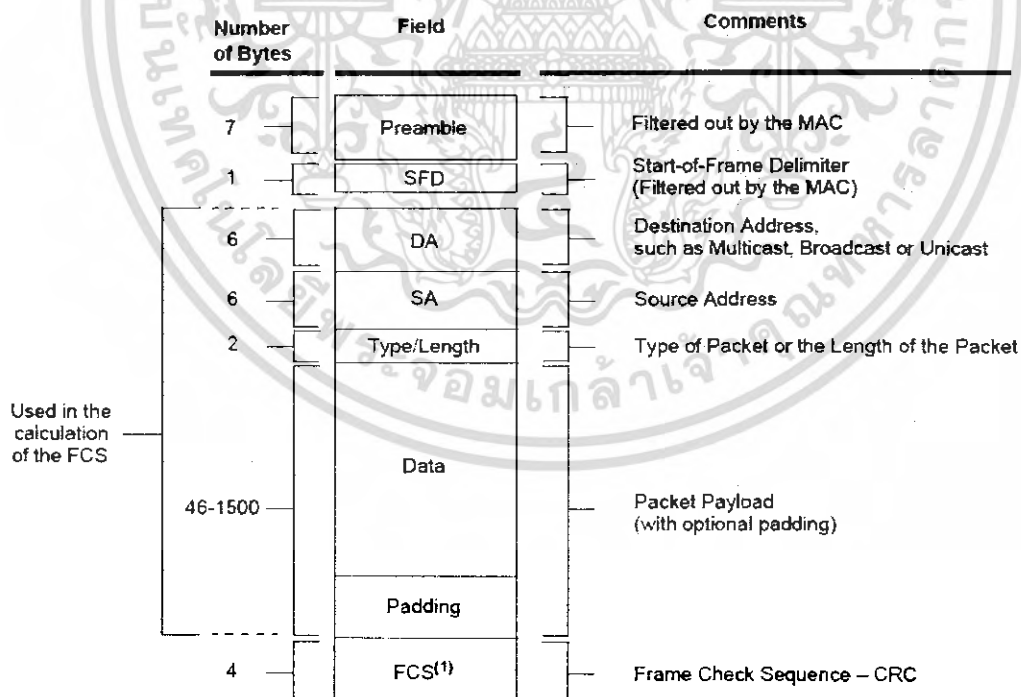 Number of Bytes Field Comments
7 Preamble Filtered out by the MAC
1 SFD Start-of-Frame Delimiter
(Filtered out by the MAC)
6 DA Destination Address,
such as Multicast, Broadcast or Unicast
6 SA Source Address
2 Type/Length Type of Packet or the Length of the Packet
Used in the
calculation
of the FCS
46-1500 Data Packet Payload
(with optional padding)
Padding
4 FCS(1) Frame Check Sequence – CRC